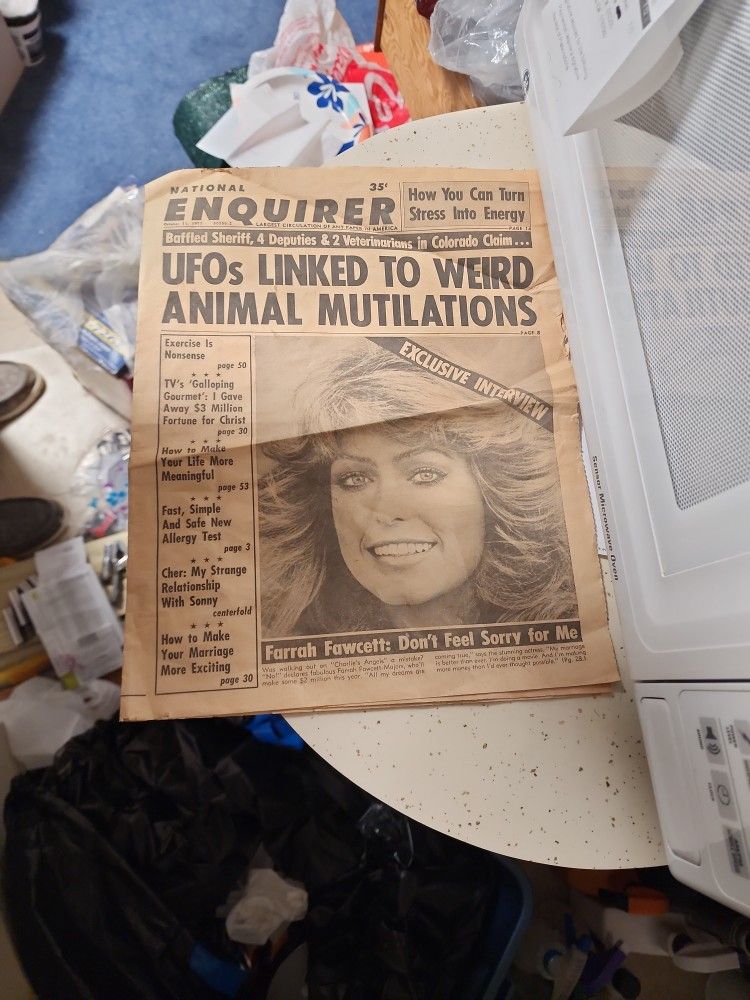 NATIONAL
35¢
ENQUIRER
LARGEST CIRCULATION OF ANY PAPER IN AMERICA
How You Can Turn
Stress Into Energy
Baffled Sheriff, 4 Deputies & 2 Veterinarians in Colorado Claim...
UFOs LINKED TO WEIRD
ANIMAL MUTILATIONS
PAGE 8
Exercise Is
Nonsense
page 50
TV's 'Galloping
Gourmet': I Gave
Away $3 Million
Fortune for Christ
page 30
How to Make
Your Life More
Meaningful
page 53
Fast, Simple
And Safe New
Allergy Test
page 3
Cher: My Strange
Relationship
With Sonny
centerfold
How to Make
Your Marriage
More Exciting
page 30
EXCLUSIVE INTERVIEW
Farrah Fawcett: Don't Feel Sorry for Me
Was walking out on "Charlie's Angels" a mistake?
"No!" declares fabulous Farrah Fawcett-Majors, who'll
make some $2 million this year. "All my dreams are
coming true," says the stunning actress. "My marriage
is better than ever. I'm doing a movie. And I'm making
more money than I'd ever thought possible." (Pg. 28.)
Sensor Microwave Oven